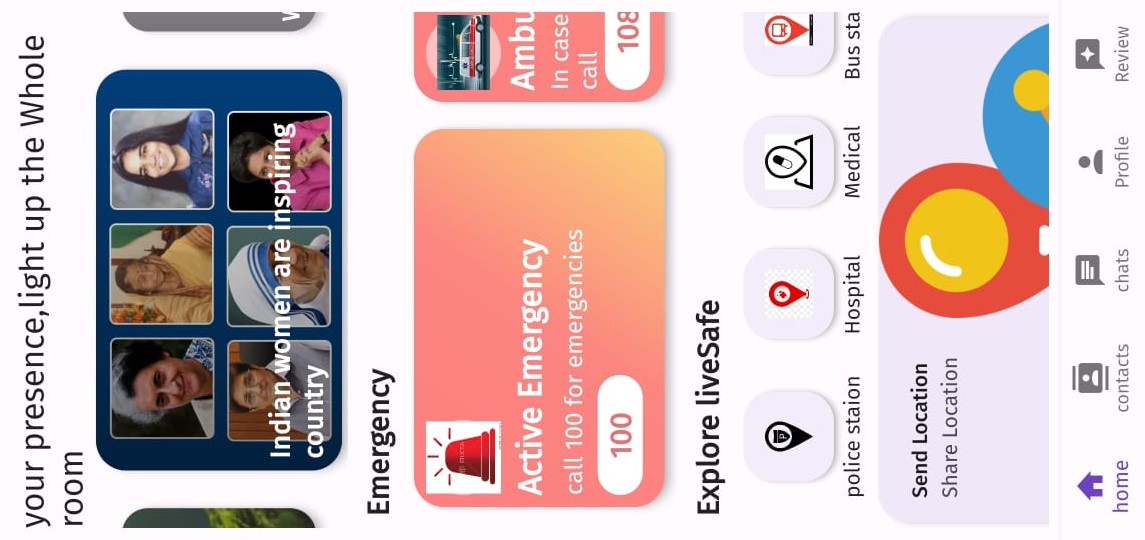 your presence,light up the Whole
room
Indian women are inspiring
country
Emergency
Active Emergency
call 100 for emergencies
100
Ambu
In case
call
108
Explore liveSafe
police staion
Hospital
Medical
Bus sta
Send Location
Share Location
home
contacts
chats
Profile
Review